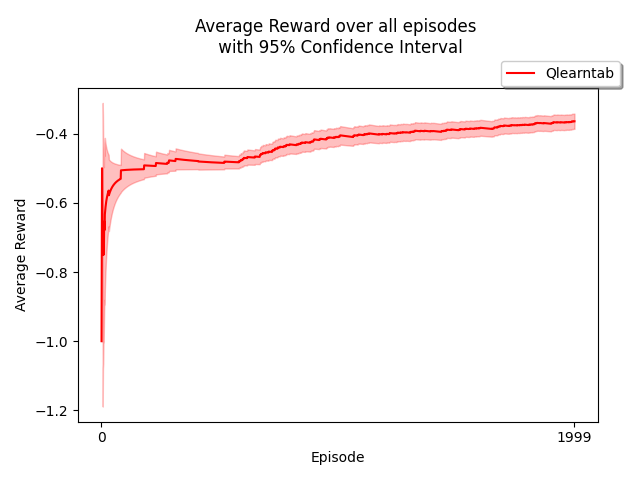 Average Reward over all episodes
with 95% Confidence Interval
Qlearntab
Average Reward
−0.4
−0.6
−0.8
−1.0
−1.2
0
1999
Episode